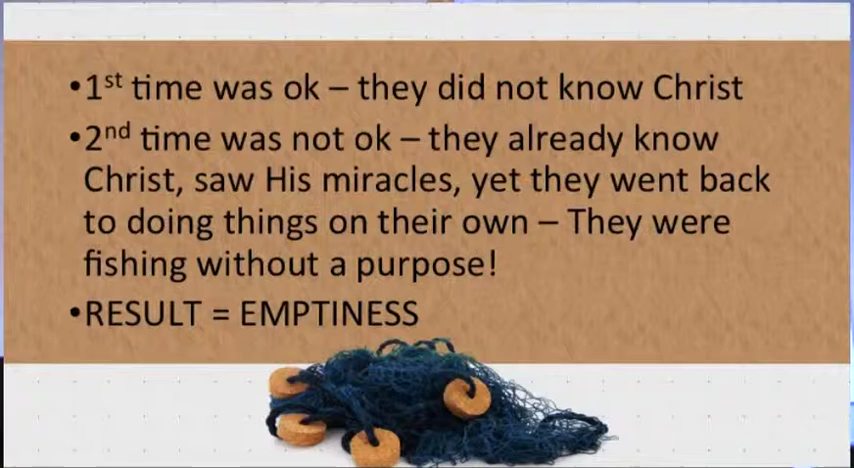 •1st time was ok – they did not know Christ
•2nd time was not ok – they already know
Christ, saw His miracles, yet they went back
to doing things on their own – They were
fishing without a purpose!
•RESULT = EMPTINESS